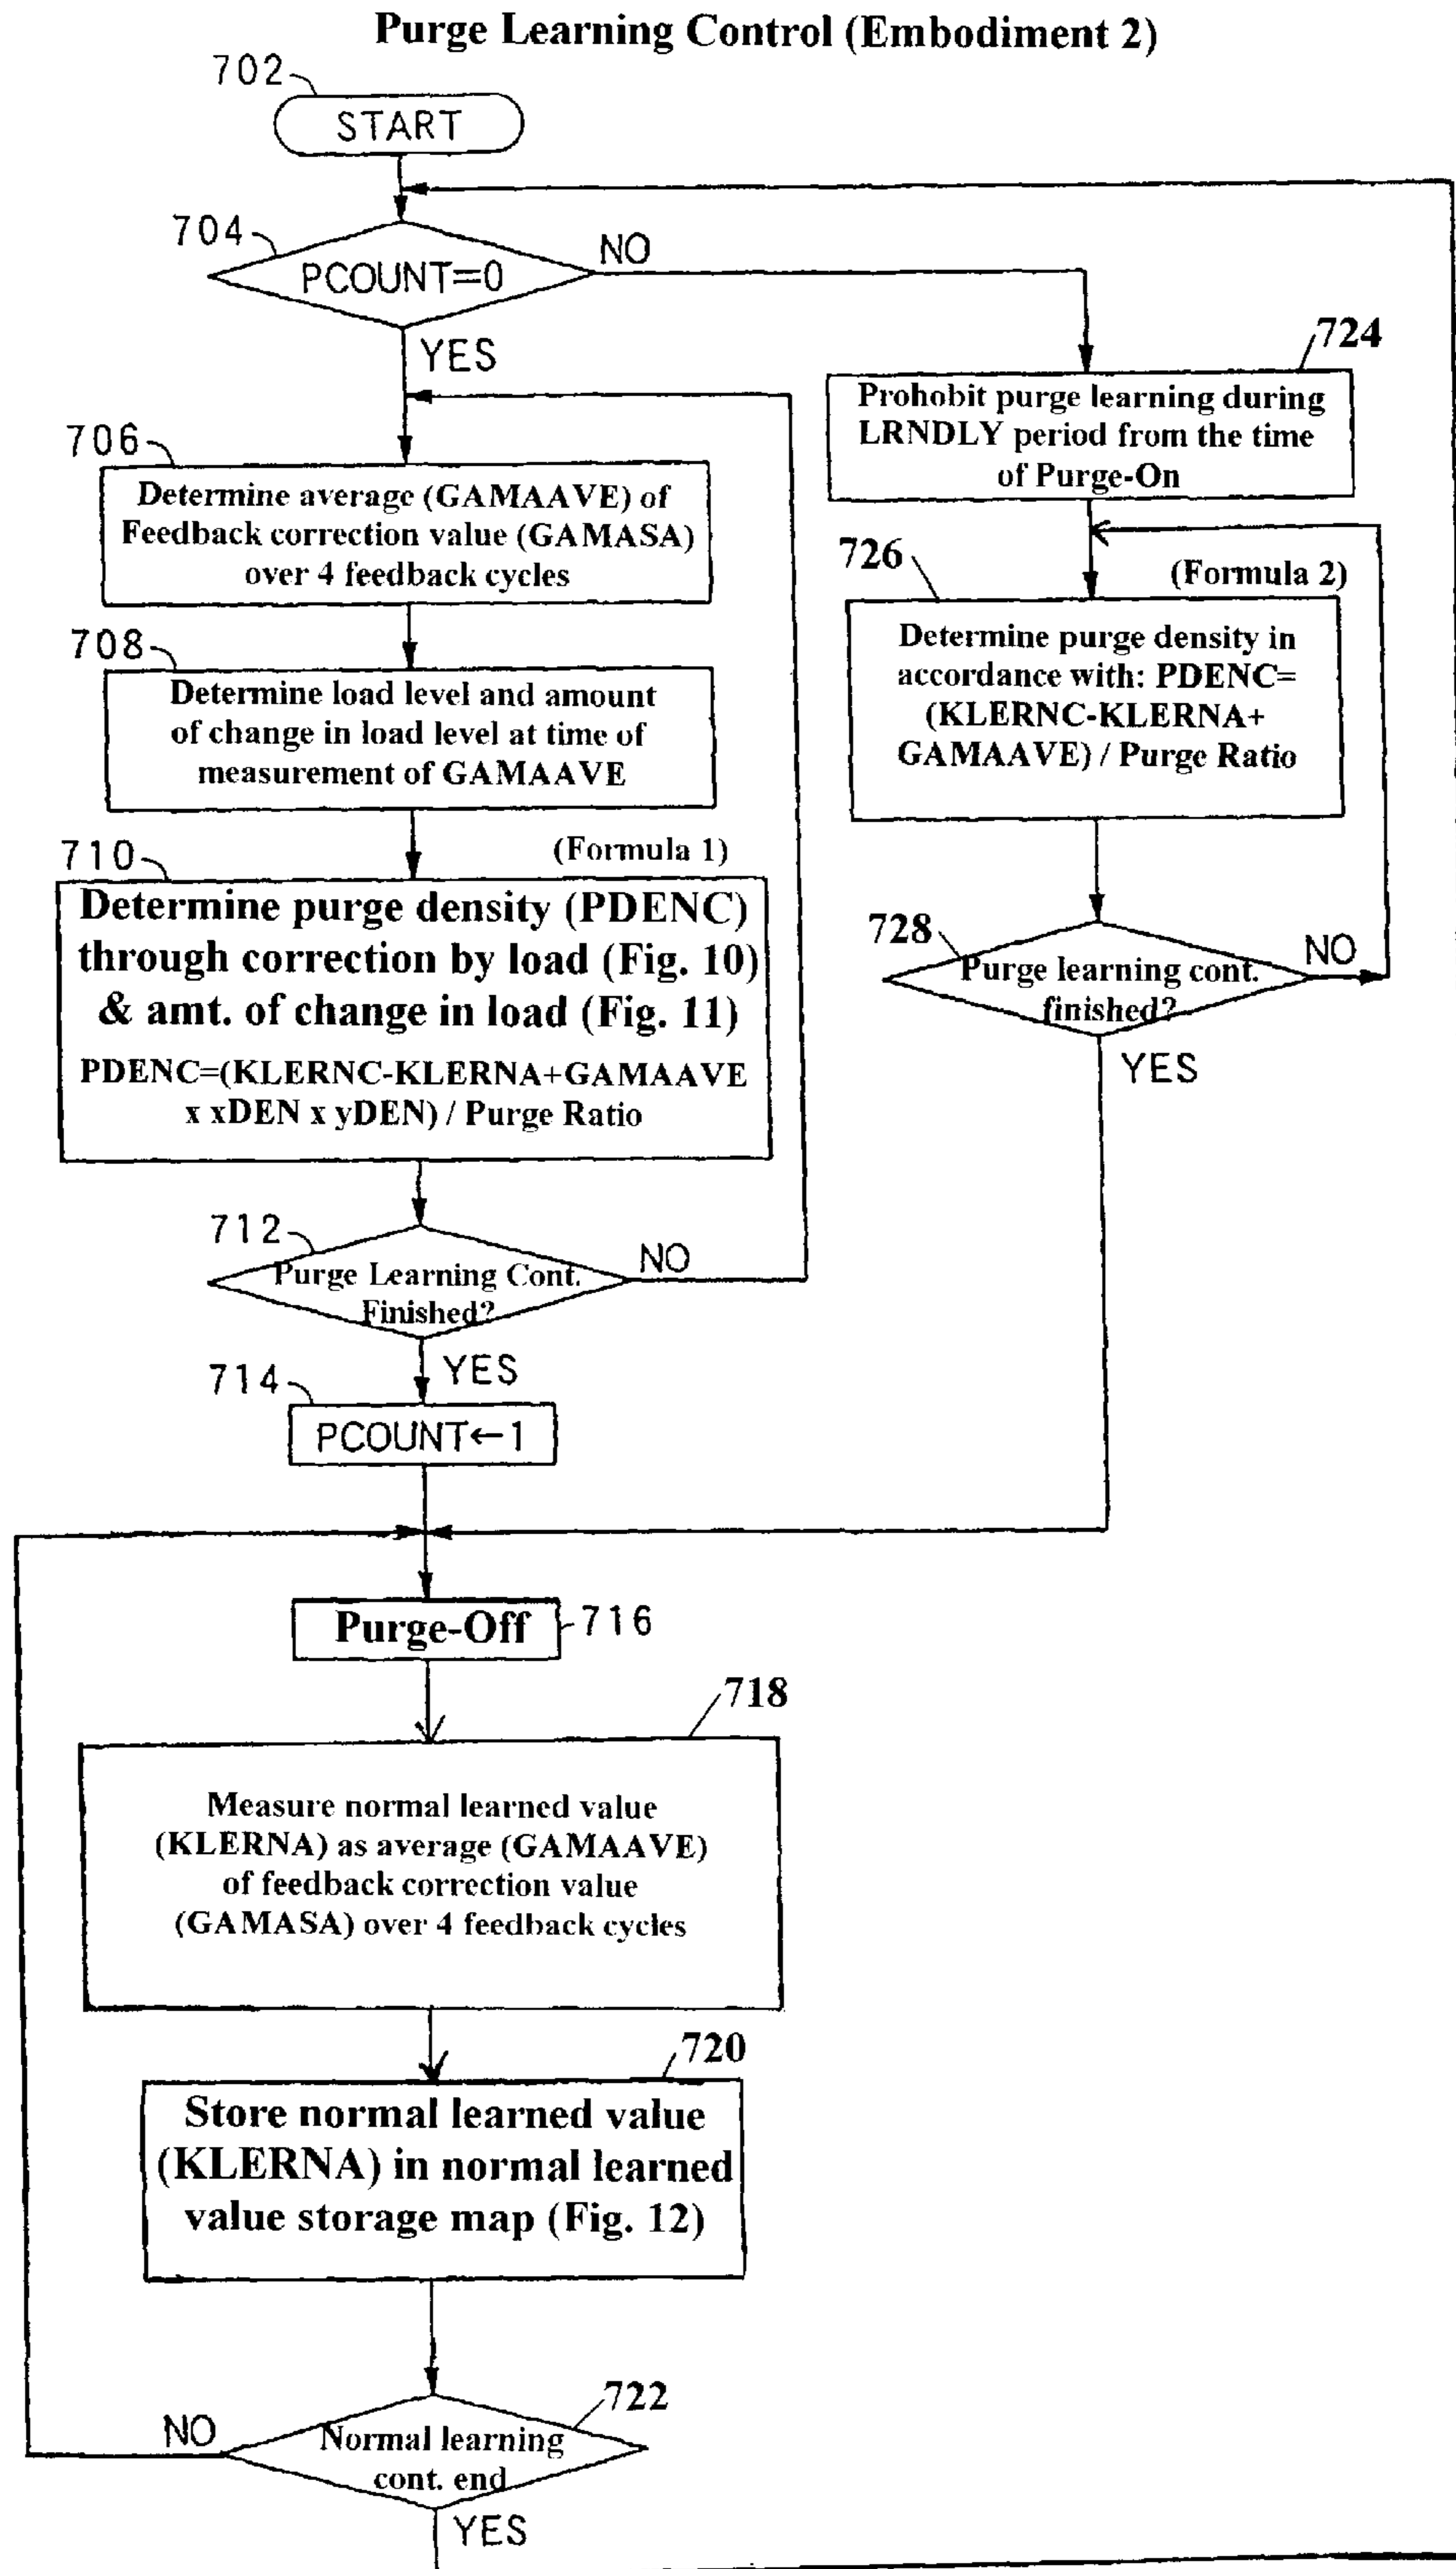 Purge Learning Control (Embodiment 2)
702
START
704
PCOUNT=0
NO
YES
706
Determine average (GAMAAVE) of
Feedback correction value (GAMASA)
over 4 feedback cycles
708
Determine load level and amount
of change in load level at time of
measurement of GAMAAVE
710
(Formula 1)
Determine purge density (PDENC)
through correction by load (Fig. 10)
& amt. of change in load (Fig. 11)
PDENC=(KLERNC-KLERNA+GAMAAVE
x xDEN x yDEN) / Purge Ratio
712
Purge Learning Cont.
Finished?
NO
YES
714
PCOUNT←1
724
Prohobit purge learning during
LRNDLY period from the time
of Purge-On
726
(Formula 2)
Determine purge density in
accordance with: PDENC=
(KLERNC-KLERNA+
GAMAAVE) / Purge Ratio
728
Purge learning cont.
finished?
NO
YES
Purge-Off
716
718
Measure normal learned value
(KLERNA) as average (GAMAAVE)
of feedback correction value
(GAMASA) over 4 feedback cycles
720
Store normal learned value
(KLERNA) in normal learned
value storage map (Fig. 12)
722
Normal learning
cont. end
NO
YES